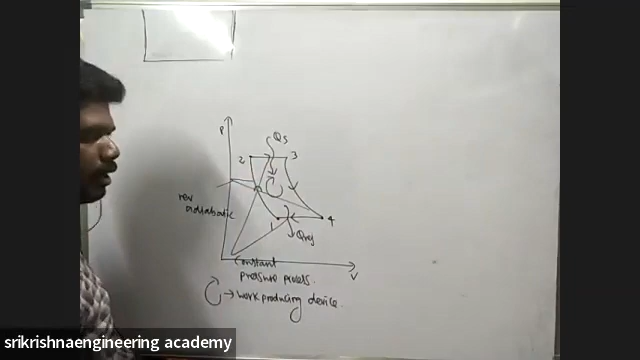 P
Qs
2
3
rev
adiabatic
1
4
Qrej
Constant
pressure process.
V
→ work producing device.
srikrishnaengineering academy